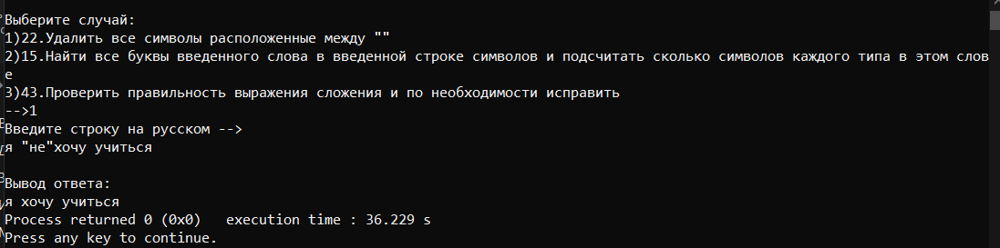 Выберите случай:
1)22.Удалить все символы расположенные между ""
2)15.Найти все буквы введенного слова в введенной строке символов и подсчитать сколько символов каждого типа в этом слов
е
3)43.Проверить правильность выражения сложения и по необходимости исправить
-->1
Введите строку на русском -->
я "не"хочу учиться
Вывод ответа:
я хочу учиться
Process returned 0 (0x0)   execution time : 36.229 s
Press any key to continue.